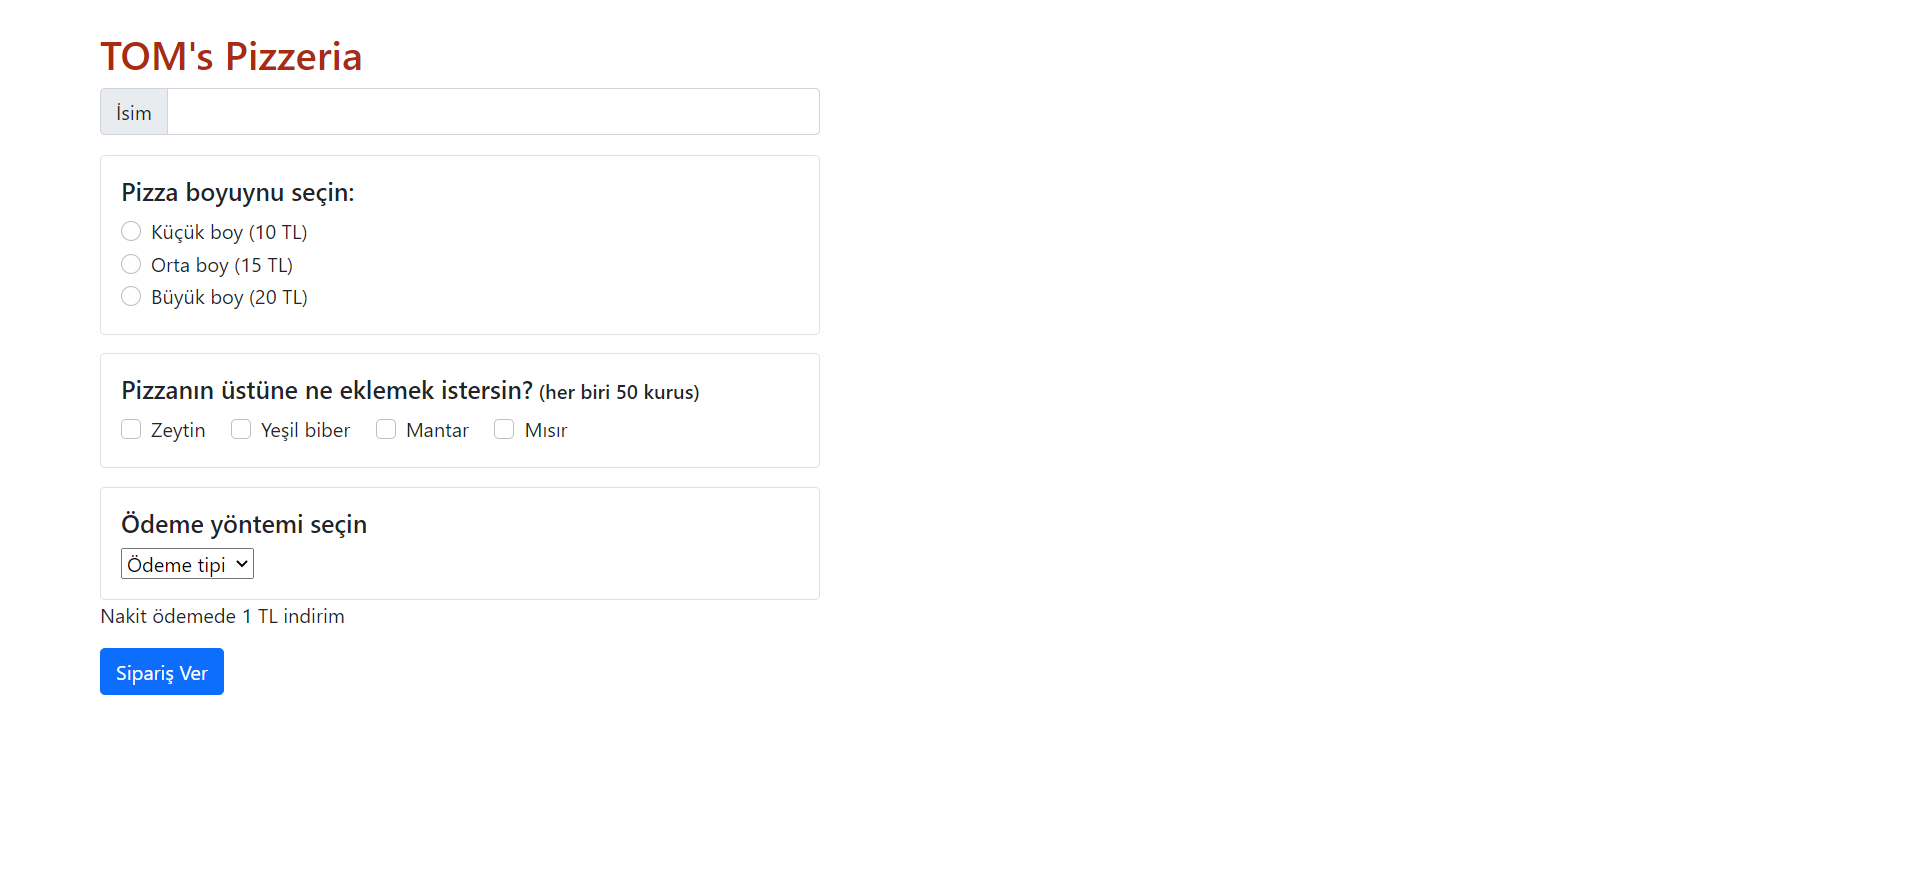 TOM's Pizzeria
İsim
Pizza boyuynu seçin:
Küçük boy (10 TL)
Orta boy (15 TL)
Büyük boy (20 TL)
Pizzanın üstüne ne eklemek istersin? (her biri 50 kurus)
Zeytin Yeşil biber Mantar Mısır
Ödeme yöntemi seçin
Ödeme tipi
Nakit ödemede 1 TL indirim
Sipariş Ver